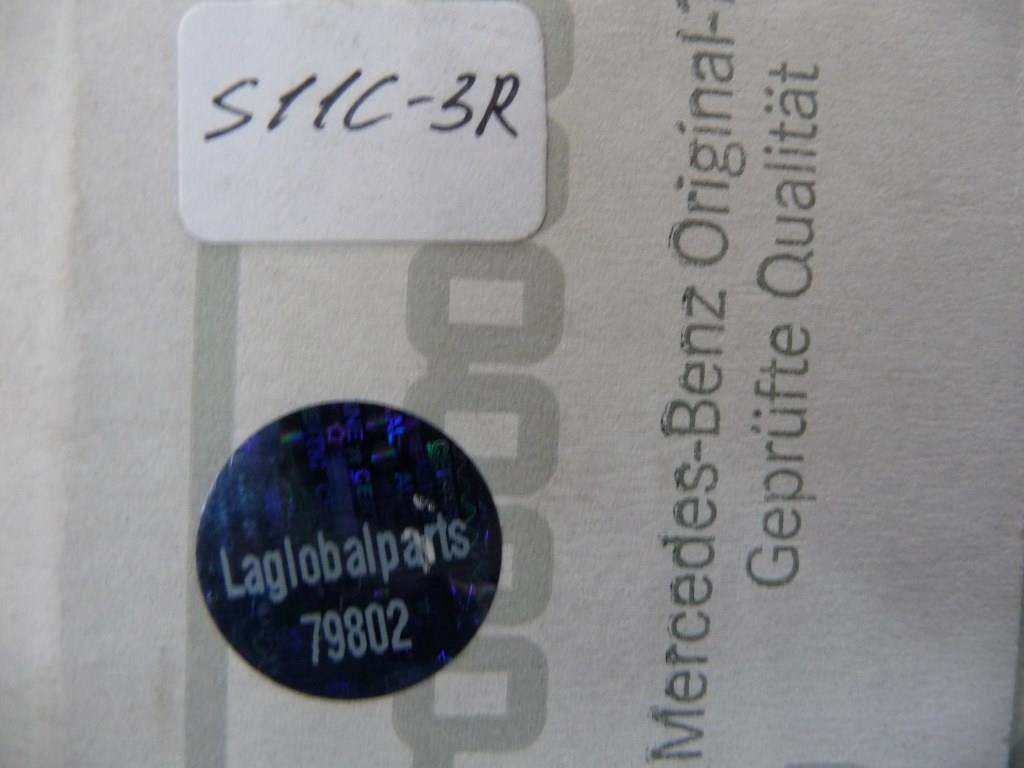 S11C-3R
Laglobalparts
79802
Mercedes-Benz Original-
Geprüfte Qualität